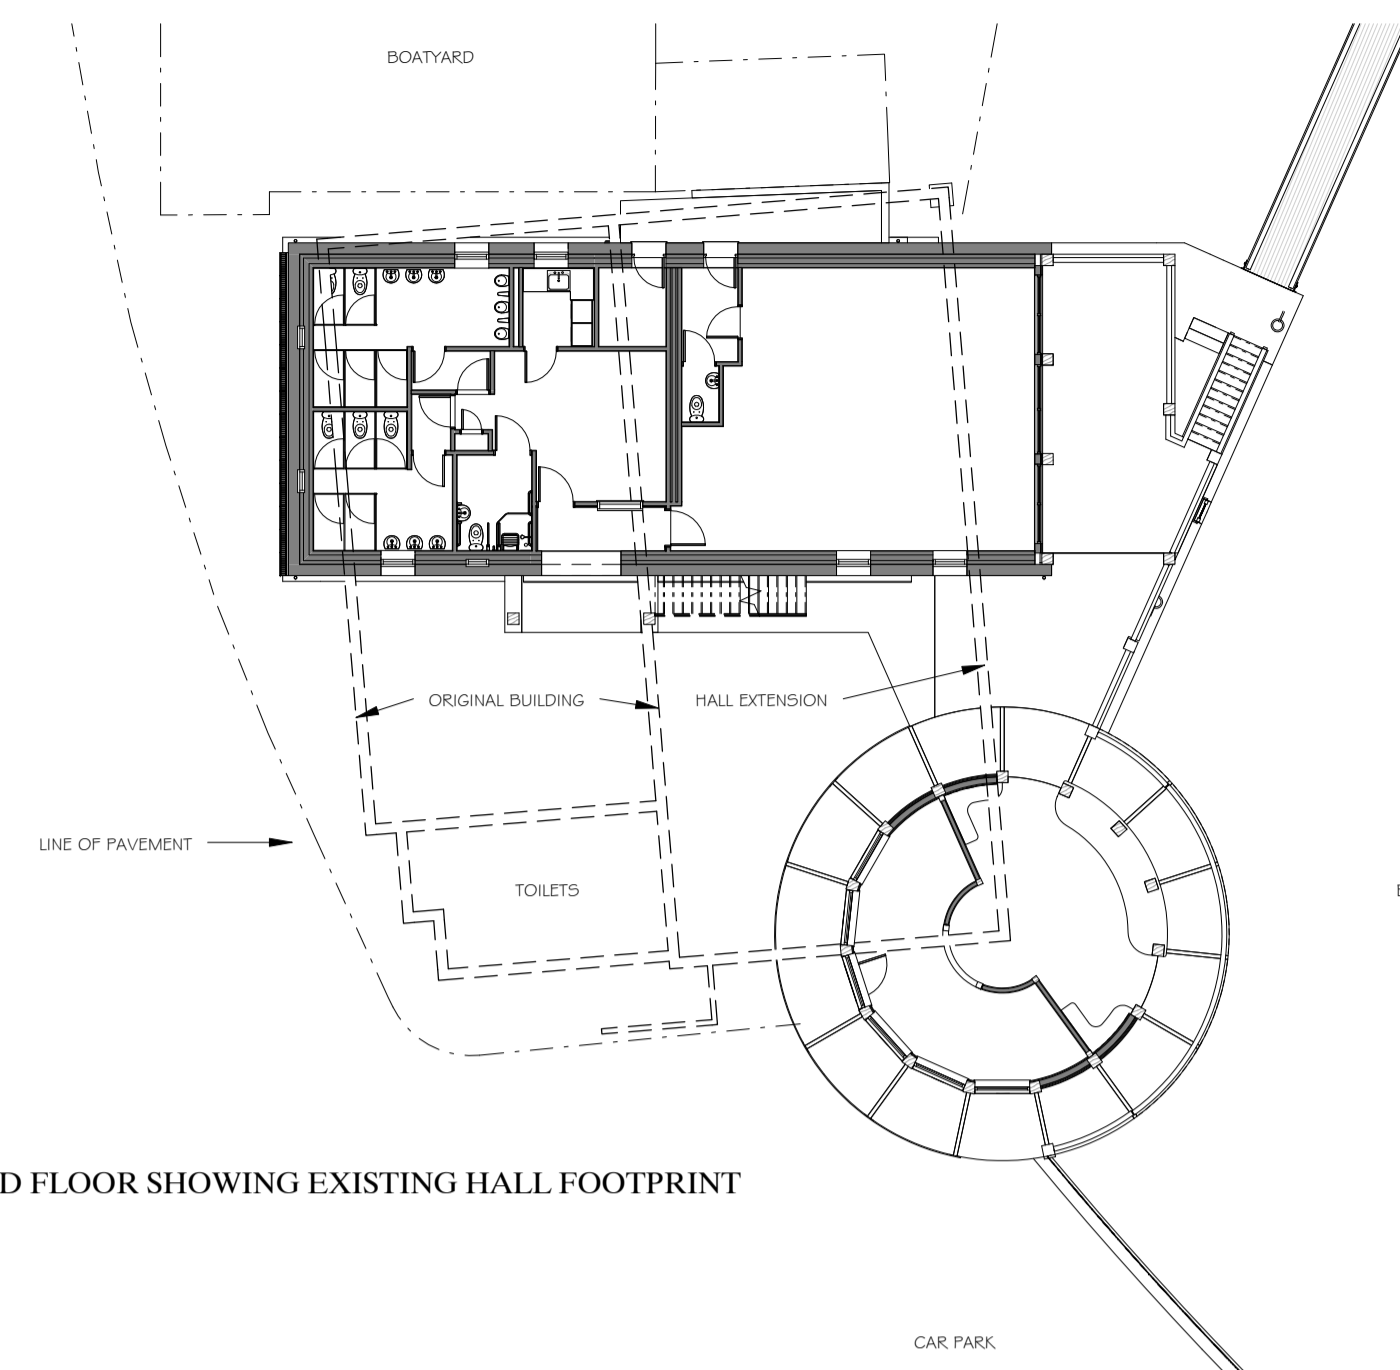 BOATYARD
ORIGINAL BUILDING
HALL EXTENSION
LINE OF PAVEMENT
TOILETS
D FLOOR SHOWING EXISTING HALL FOOTPRINT
CAR PARK